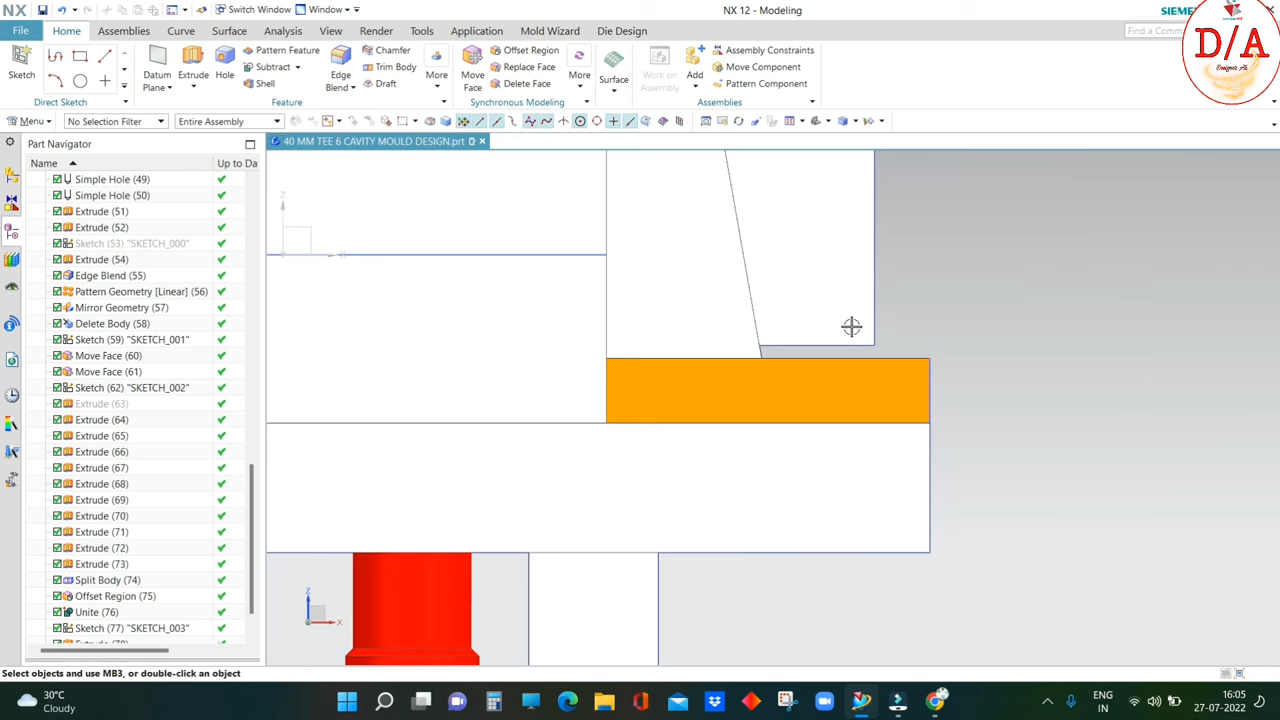 NX
Switch Window
Window
NX 12 - Modeling
SIEM
File
Home
Assemblies
Curve
Surface
Analysis
View
Render
Tools
Application
Mold Wizard
Die Design
Find a Comm
D/A
Sketch
Direct Sketch
Datum Plane
Extrude
Hole
Pattern Feature
Subtract
Shell
Edge Blend
Chamfer
Trim Body
Draft
More
Feature
Move Face
Offset Region
Replace Face
Delete Face
More
Synchronous Modeling
Surface
Work on Assembly
Add
Assembly Constraints
Move Component
Pattern Component
Assemblies
Menu
No Selection Filter
Entire Assembly
Part Navigator
40 MM TEE 6 CAVITY MOULD DESIGN.prt
Name
Up to Da
Simple Hole (49)
Simple Hole (50)
Extrude (51)
Extrude (52)
Sketch (53) "SKETCH_000"
Extrude (54)
Edge Blend (55)
Pattern Geometry [Linear] (56)
Mirror Geometry (57)
Delete Body (58)
Sketch (59) "SKETCH_001"
Move Face (60)
Move Face (61)
Sketch (62) "SKETCH_002"
Extrude (63)
Extrude (64)
Extrude (65)
Extrude (66)
Extrude (67)
Extrude (68)
Extrude (69)
Extrude (70)
Extrude (71)
Extrude (72)
Extrude (73)
Split Body (74)
Offset Region (75)
Unite (76)
Sketch (77) "SKETCH_003"
Z
Z
X
Select objects and use MB3, or double-click an object
30°C
Cloudy
ENG
IN
16:05
27-07-2022